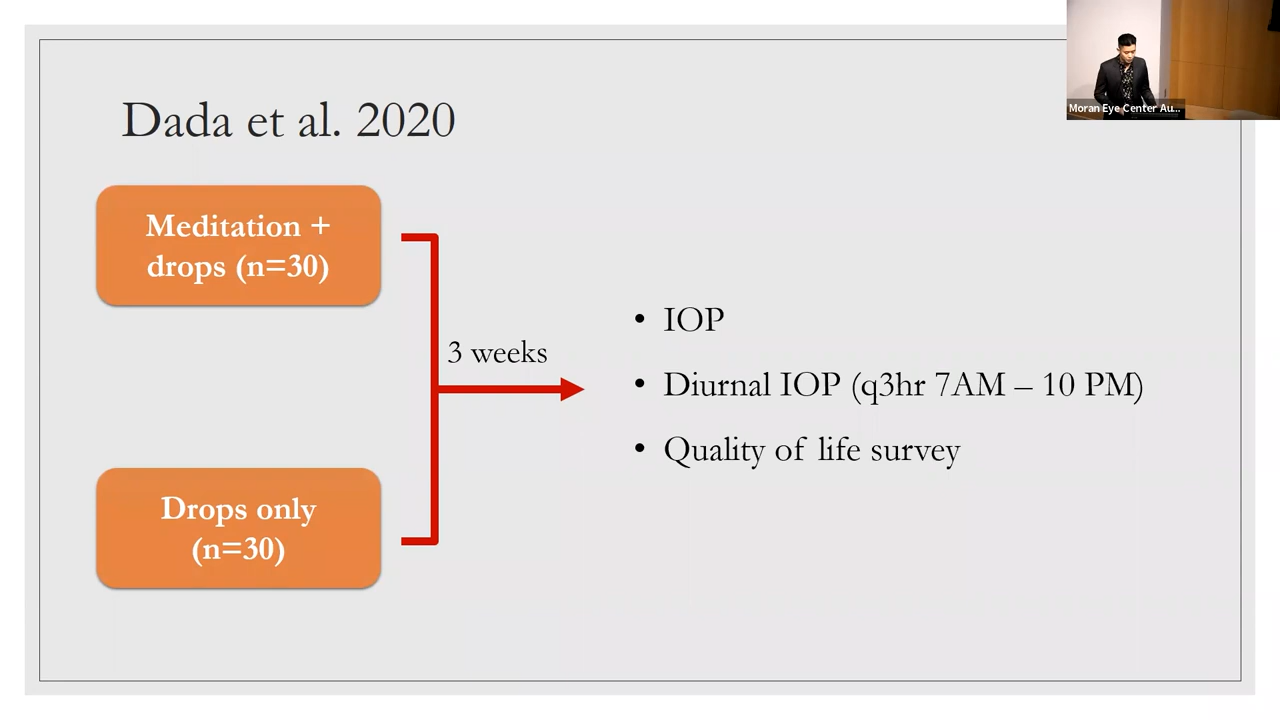 Dada et al. 2020
Meditation +
drops (n=30)
Drops only
(n=30)
3 weeks
• IOP
• Diurnal IOP (q3hr 7AM – 10 PM)
• Quality of life survey
Moran Eye Center Au...